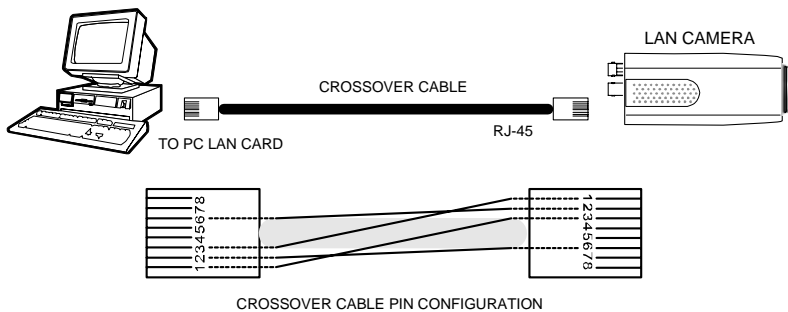 LAN CAMERA
CROSSOVER CABLE
RJ-45
TO PC LAN CARD
12345678
12345678
CROSSOVER CABLE PIN CONFIGURATION